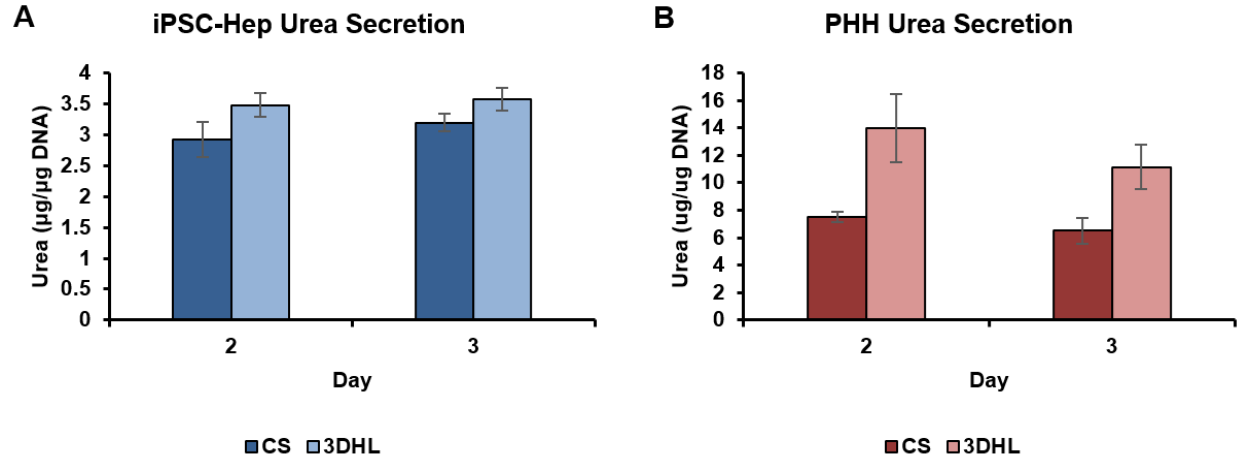 A
iPSC-Hep Urea Secretion
4
3.5
3
2.5
2
1.5
1
0.5
0
Urea (µg/µg DNA)
2
3
Day
CS
3DHL
B
PHH Urea Secretion
18
16
14
12
10
8
6
4
2
0
Urea (ug/ug DNA)
2
3
Day
CS
3DHL